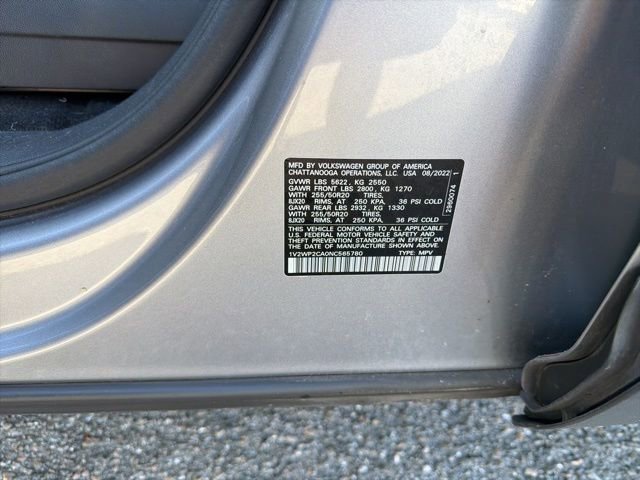 MFD BY VOLKSWAGEN GROUP OF AMERICA
CHATTANOOGA OPERATIONS, LLC. USA 08/2022
GVWR LBS 5622, KG 2550
GAWR FRONT LBS 2800, KG 1270
WITH 255/50R20 TIRES,
8JX20 RIMS, AT 250 KPA, 36 PSI COLD
GAWR REAR LBS 2932, KG 1330
WITH 255/50R20 TIRES,
8JX20 RIMS, AT 250 KPA, 36 PSI COLD
THIS VEHICLE CONFORMS TO ALL APPLICABLE
U.S. FEDERAL MOTOR VEHICLE SAFETY AND
THEFT PREVENTION STANDARDS IN EFFECT ON
THE DATE OF MANUFACTURE SHOWN ABOVE.
1V2WP2CA0NC565780 TYPE: MPV
2960074 1